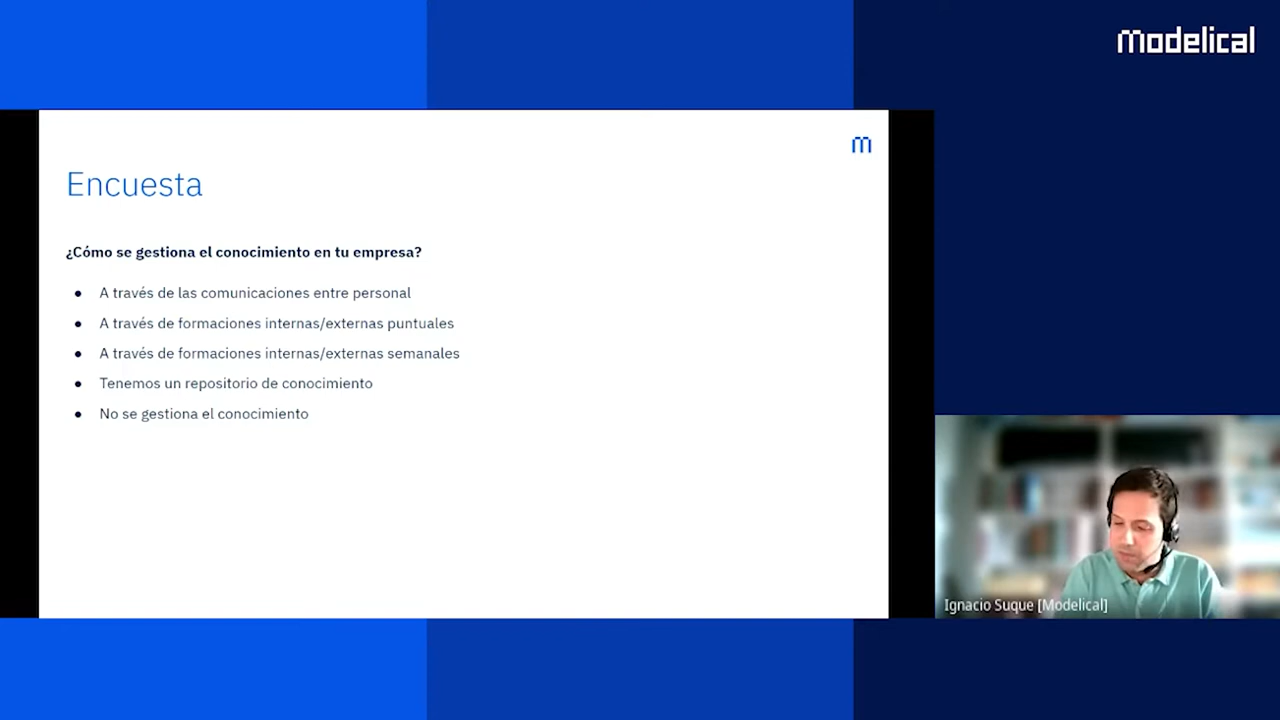 modelical
m
Encuesta
¿Cómo se gestiona el conocimiento en tu empresa?
● A través de las comunicaciones entre personal
● A través de formaciones internas/externas puntuales
● A través de formaciones internas/externas semanales
● Tenemos un repositorio de conocimiento
● No se gestiona el conocimiento
Ignacio Suque [Modelical]